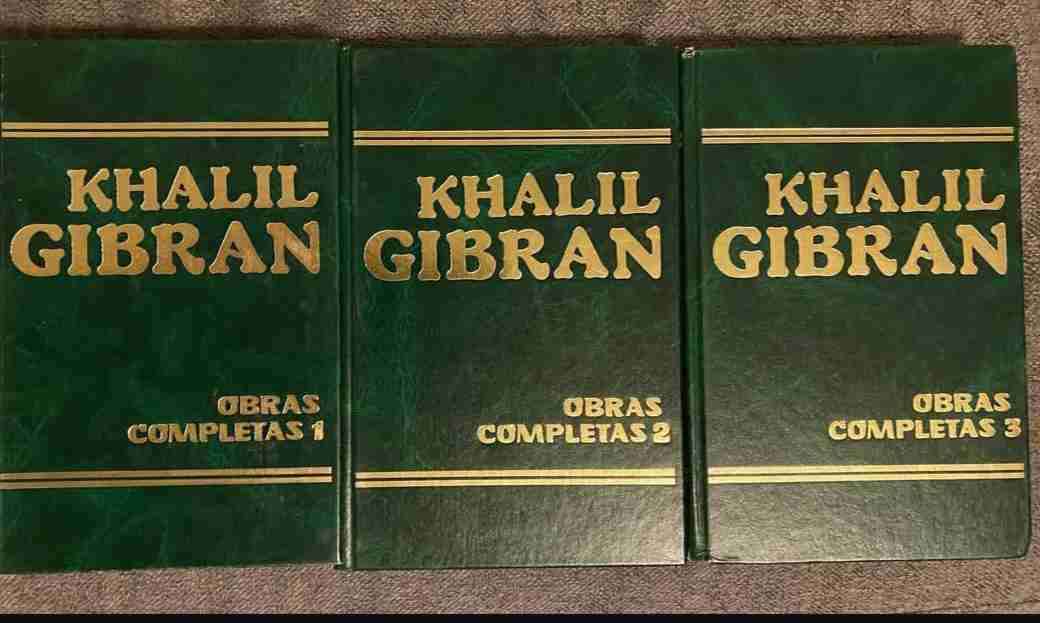 KHALIL
GIBRAN
OBRAS
COMPLETAS 1
KHALIL
GIBRAN
OBRAS
COMPLETAS 2
KHALIL
GIBRAN
OBRAS
COMPLETAS 3